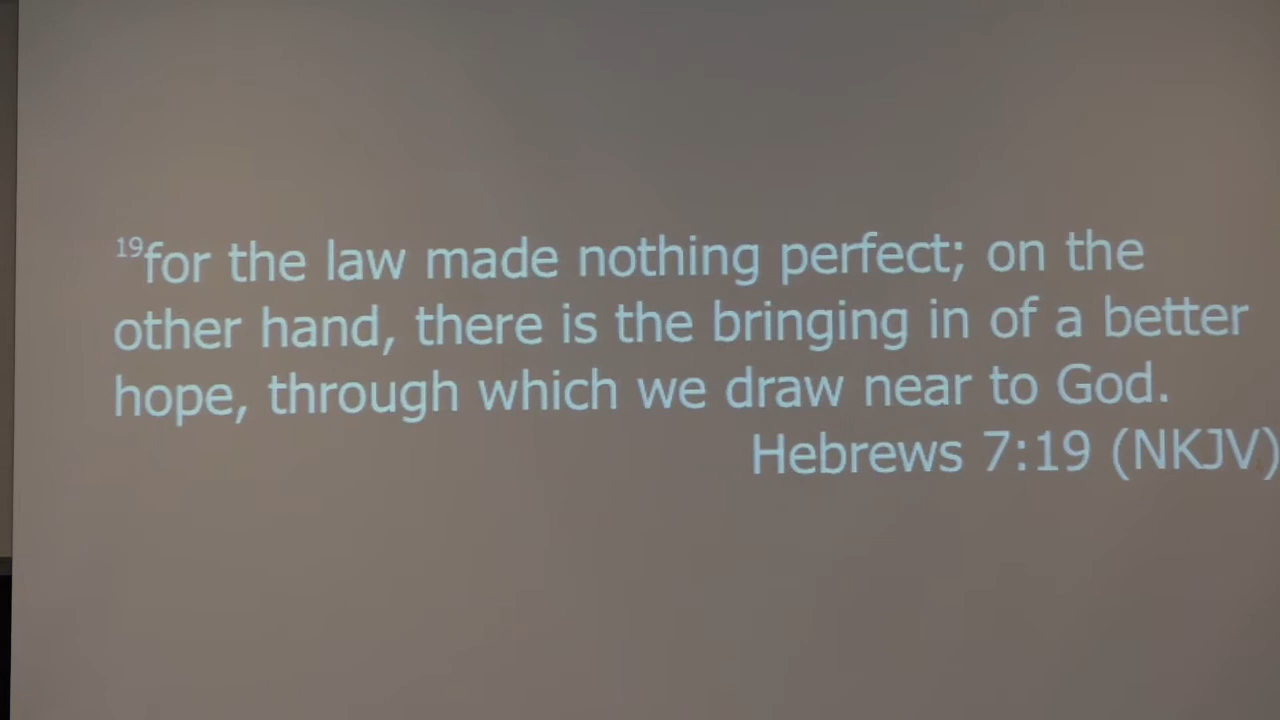 19for the law made nothing perfect; on the
other hand, there is the bringing in of a better
hope, through which we draw near to God.
Hebrews 7:19 (NKJV)